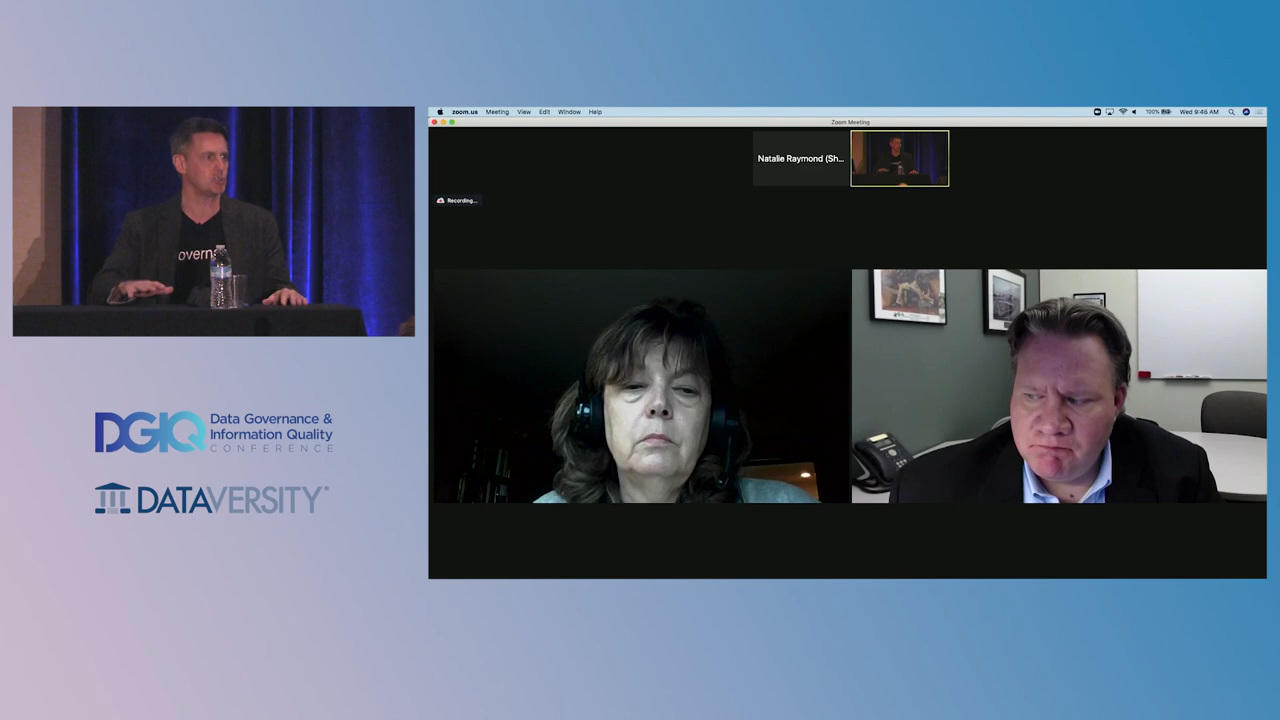 zoom.us Meeting View Edit Window Help 100% Wed 9:46 AM
Zoom Meeting
Natalie Raymond (Sh...
Recording...
overn
DGIQ Data Governance &
Information Quality
CONFERENCE
DATAVERSITY®